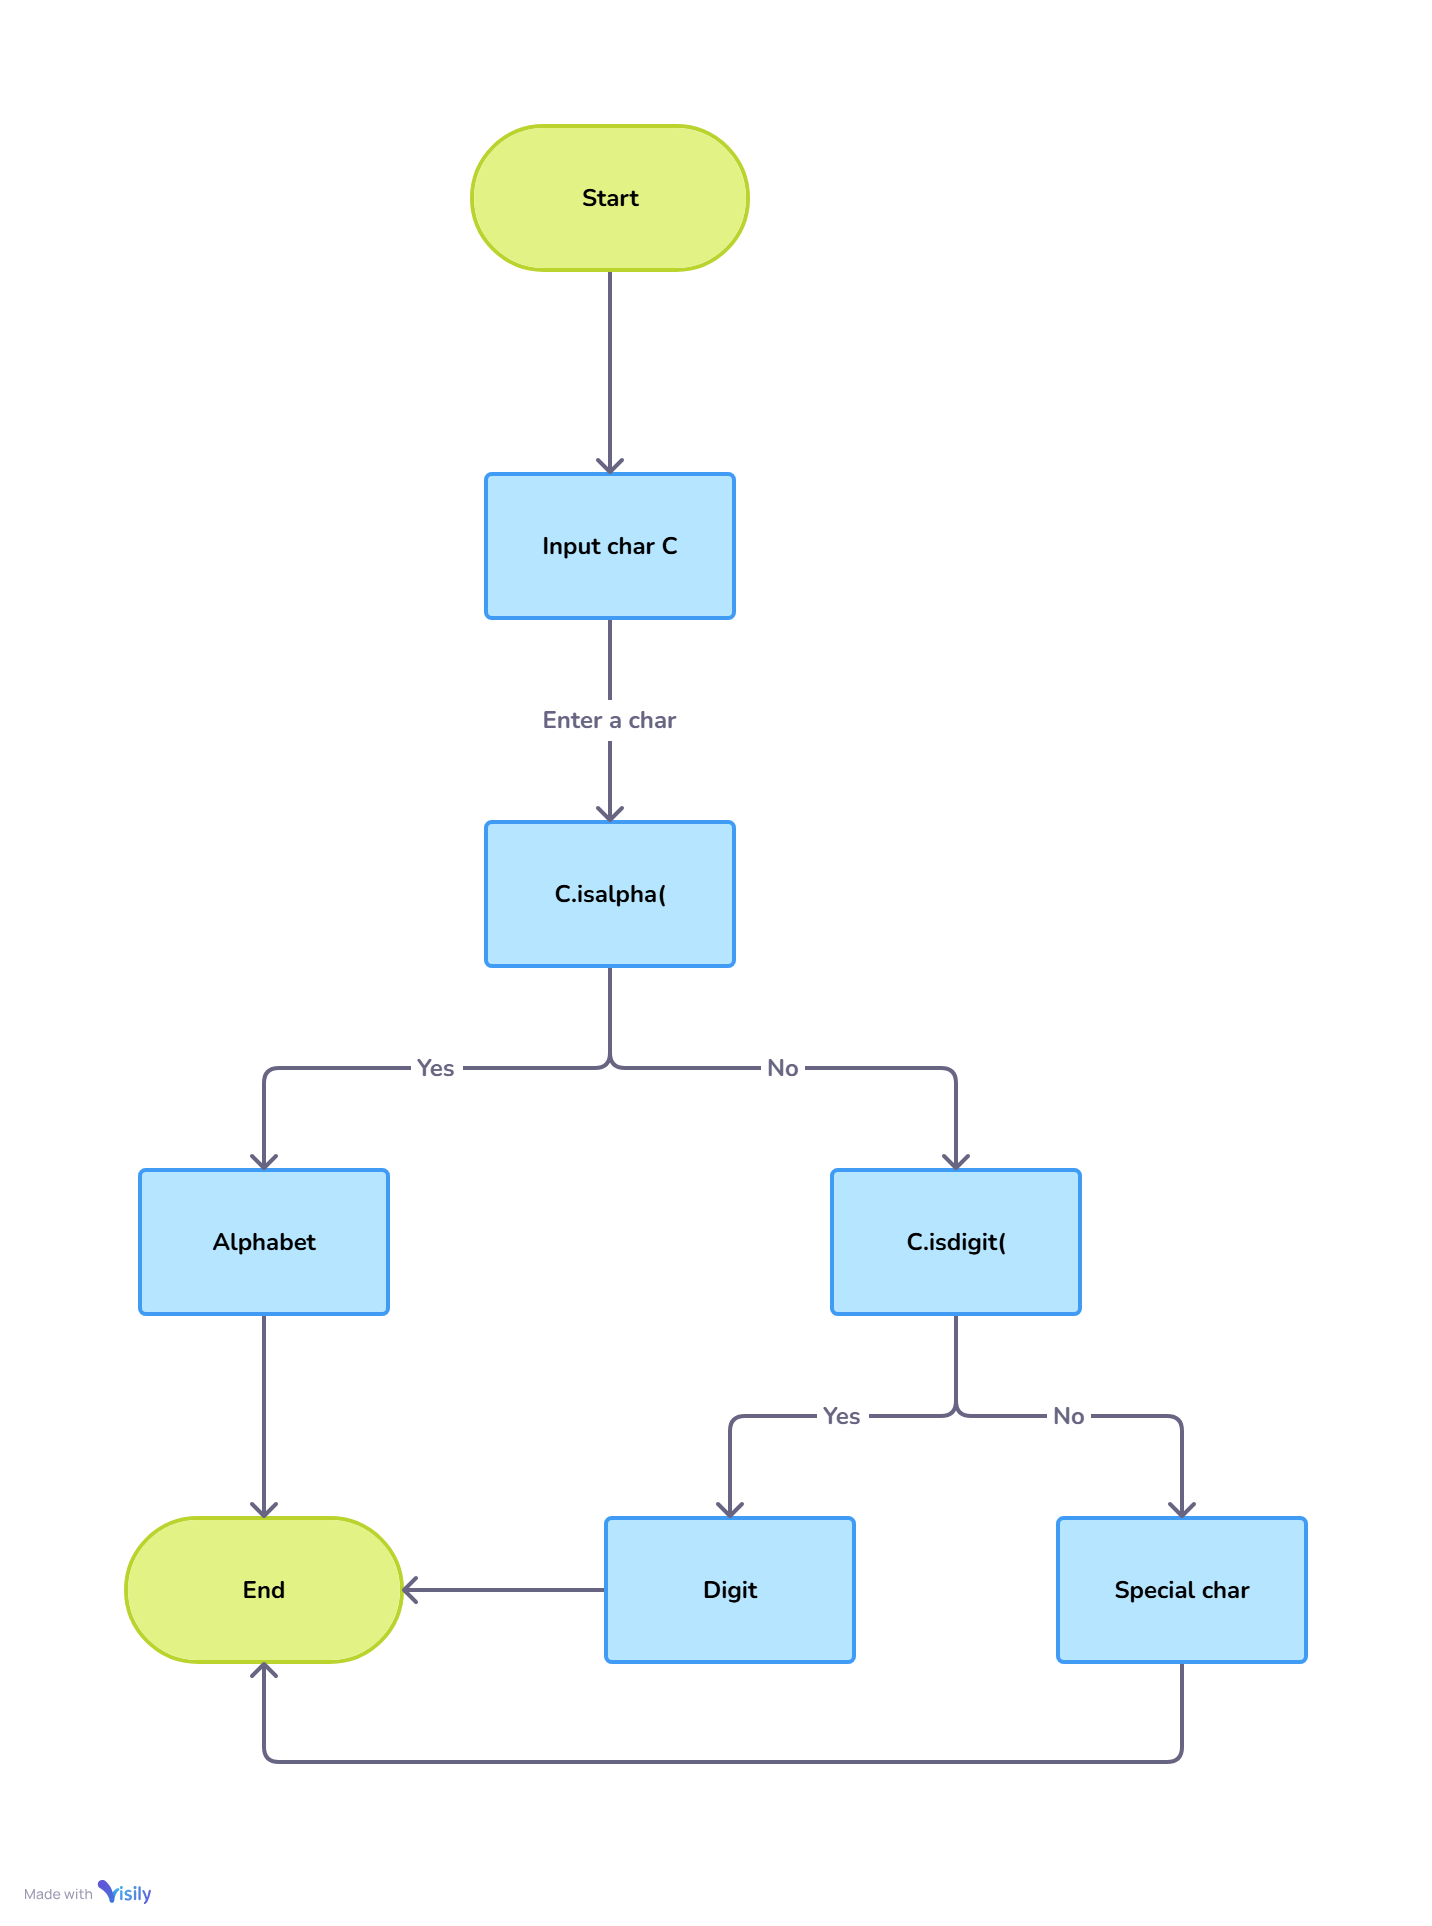 Start
Input char C
Enter a char
C.isalpha(
Yes
No
Alphabet
C.isdigit(
Yes
No
End
Digit
Special char
Made with Visily